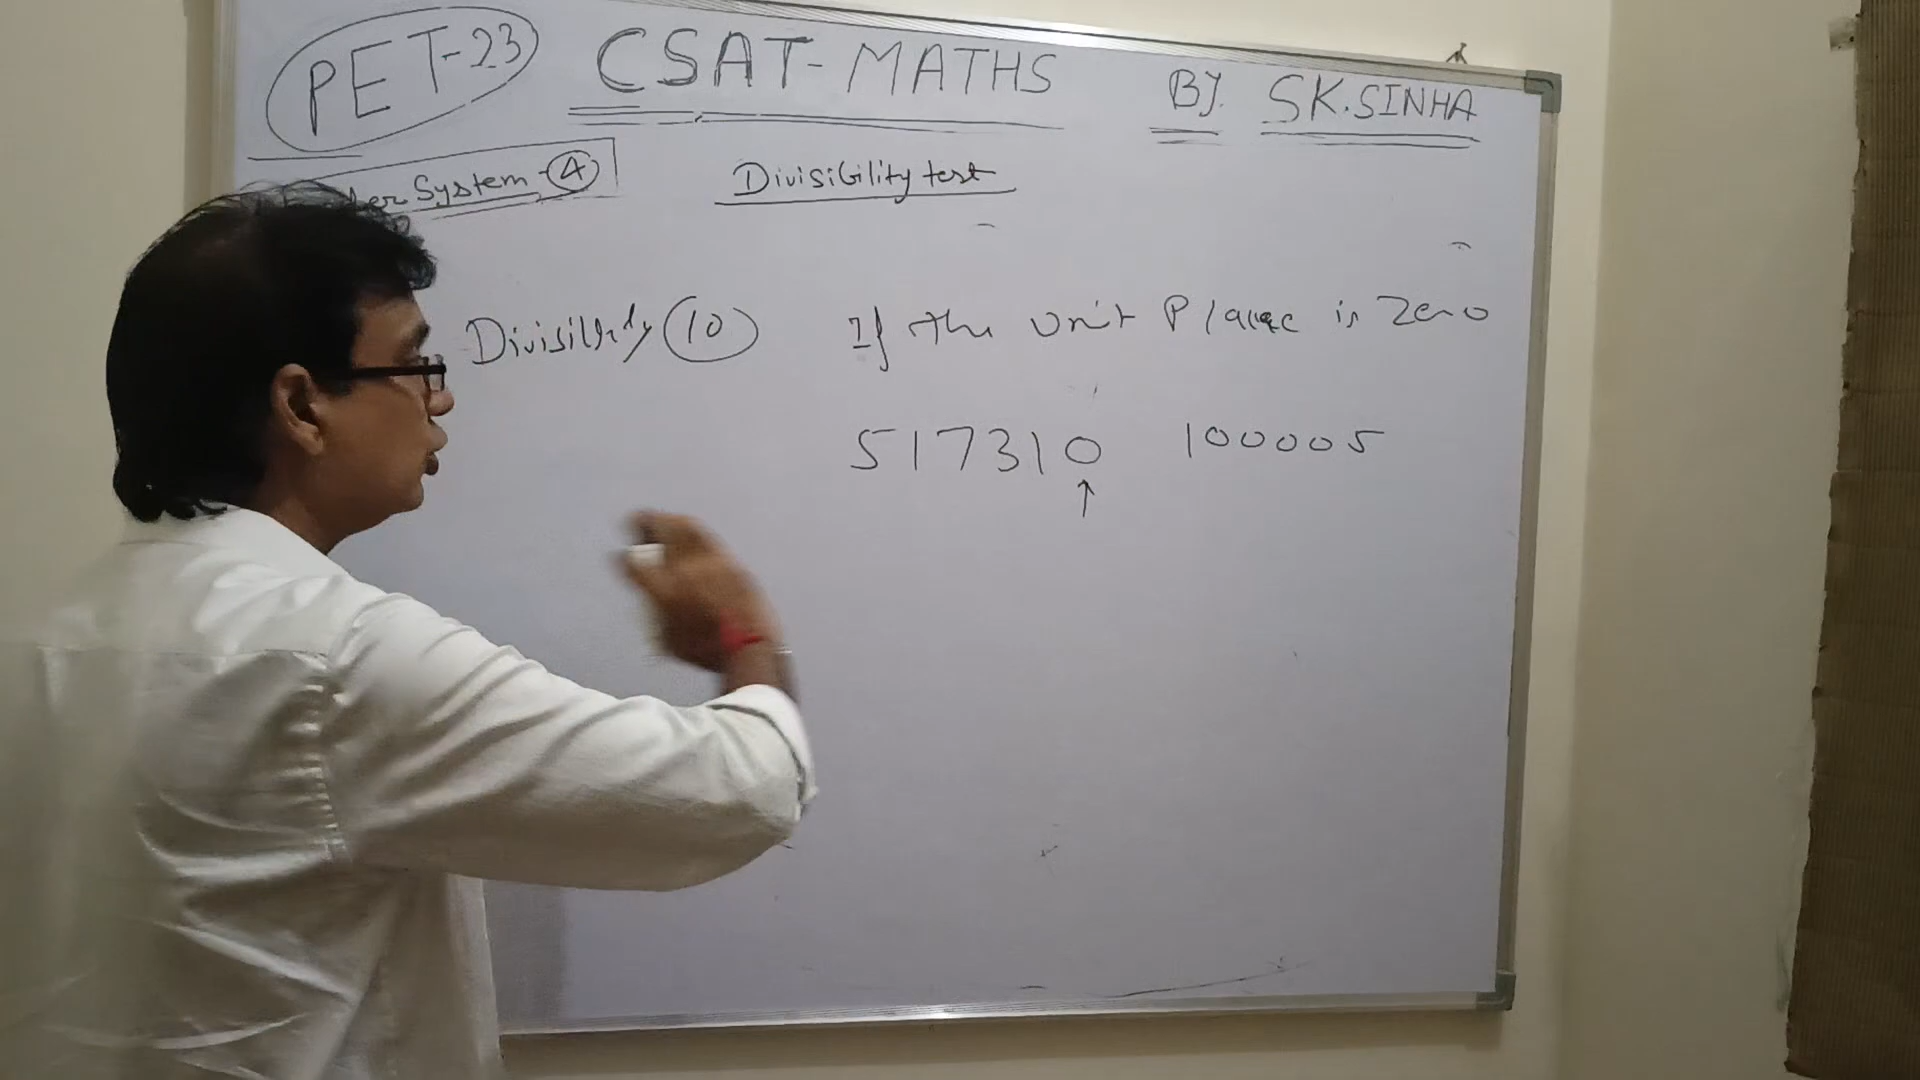 PET-23 CSAT-MATHS BY. SK.SINHA
System-4 Divisibility test
Divisibility 10 If the unit Place is Zero
517310 100005